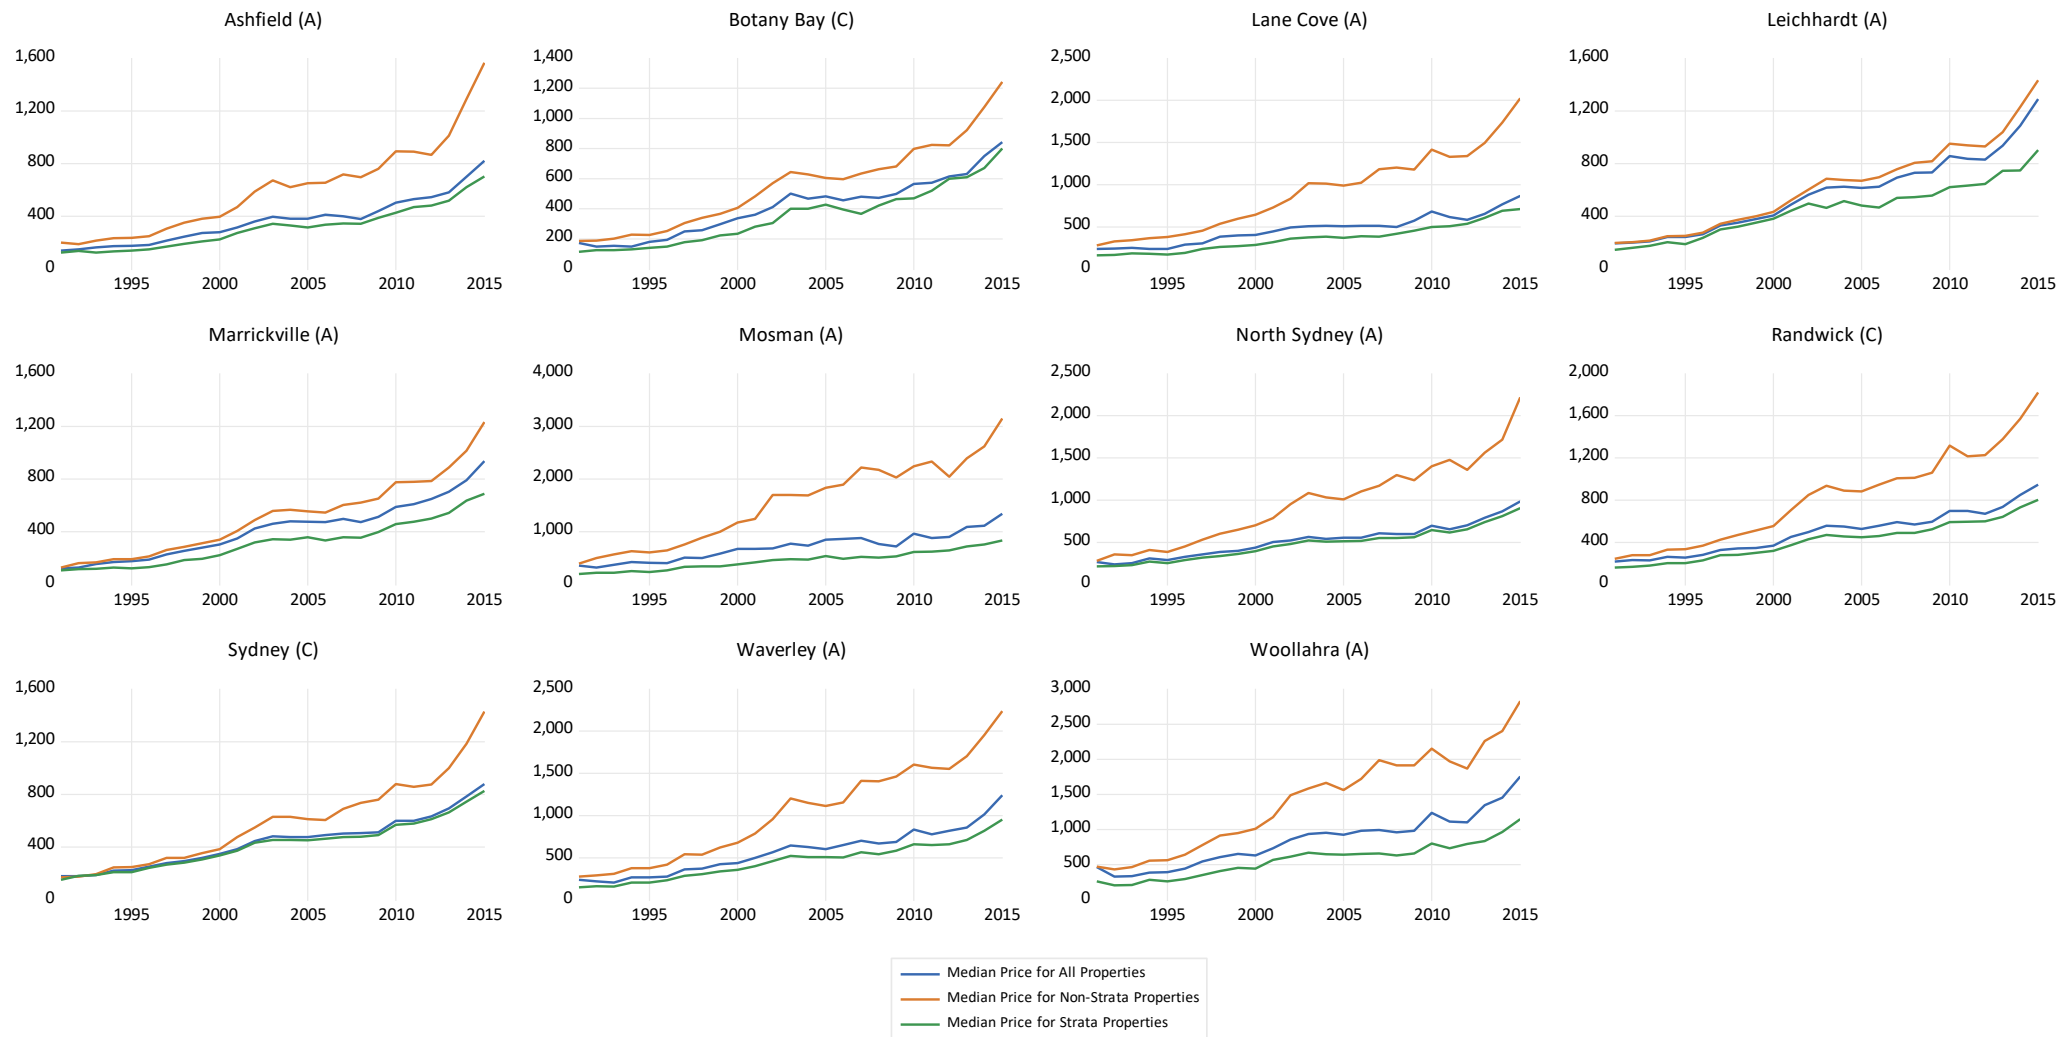 Ashfield (A)
Botany Bay (C)
Lane Cove (A)
Leichhardt (A)
1,600
1,200
800
400
0
1995 2000 2005 2010 2015
1,400
1,200
1,000
800
600
400
200
0
1995 2000 2005 2010 2015
2,500
2,000
1,500
1,000
500
0
1995 2000 2005 2010 2015
1,600
1,200
800
400
0
1995 2000 2005 2010 2015
Marrickville (A)
Mosman (A)
North Sydney (A)
Randwick (C)
1,600
1,200
800
400
0
1995 2000 2005 2010 2015
4,000
3,000
2,000
1,000
0
1995 2000 2005 2010 2015
2,500
2,000
1,500
1,000
500
0
1995 2000 2005 2010 2015
2,000
1,600
1,200
800
400
0
1995 2000 2005 2010 2015
Sydney (C)
Waverley (A)
Woollahra (A)
1,600
1,200
800
400
0
1995 2000 2005 2010 2015
2,500
2,000
1,500
1,000
500
0
1995 2000 2005 2010 2015
3,000
2,500
2,000
1,500
1,000
500
0
1995 2000 2005 2010 2015
Median Price for All Properties
Median Price for Non-Strata Properties
Median Price for Strata Properties